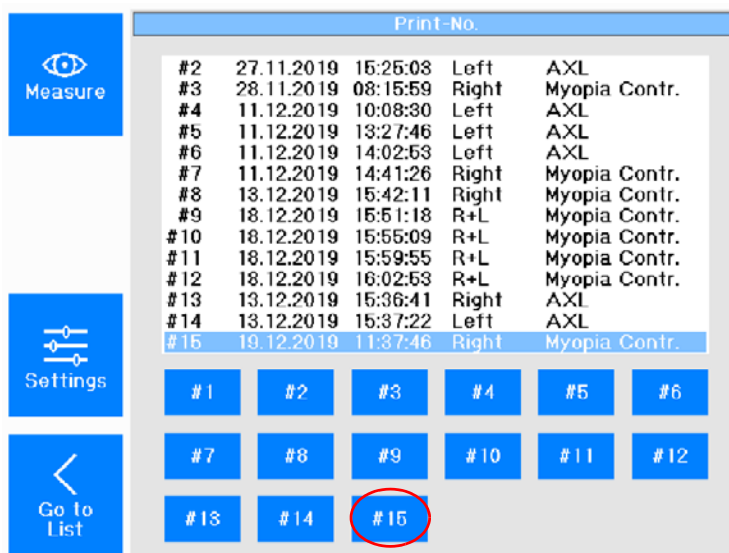 Print-No.
Measure
#2 27.11.2019 15:25:03 Left AXL
#3 28.11.2019 08:15:59 Right Myopia Contr.
#4 11.12.2019 10:08:30 Left AXL
#5 11.12.2019 13:27:46 Left AXL
#6 11.12.2019 14:02:53 Left AXL
#7 11.12.2019 14:41:26 Right Myopia Contr.
#8 13.12.2019 15:42:11 Right Myopia Contr.
#9 18.12.2019 15:51:18 R+L Myopia Contr.
#10 18.12.2019 15:55:09 R+L Myopia Contr.
#11 18.12.2019 15:59:55 R+L Myopia Contr.
#12 18.12.2019 16:02:53 R+L Myopia Contr.
#13 13.12.2019 15:36:41 Right AXL
#14 13.12.2019 15:37:22 Left AXL
#15 19.12.2019 11:37:46 Right Myopia Contr.
Settings
#1 #2 #3 #4 #5 #6
#7 #8 #9 #10 #11 #12
Go to
List
#13 #14 #15